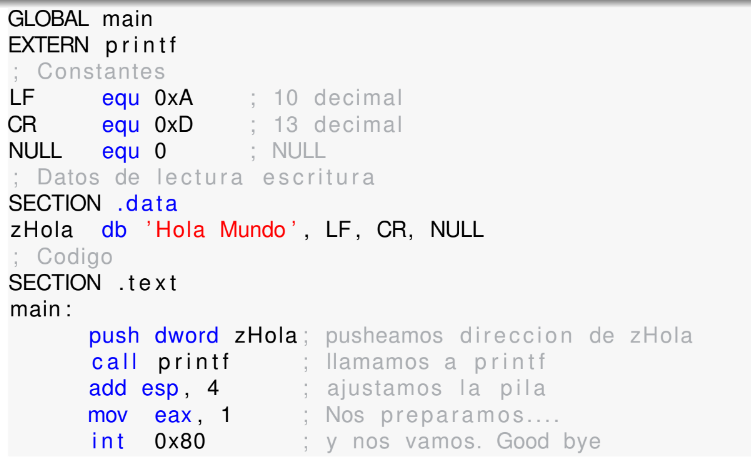 GLOBAL main
EXTERN printf
; Constantes
LF equ 0xA ; 10 decimal
CR equ 0xD ; 13 decimal
NULL equ 0 ; NULL
; Datos de lectura escritura
SECTION .data
zHola db 'Hola Mundo', LF, CR, NULL
; Codigo
SECTION .text
main:
push dword zHola; pusheamos direccion de zHola
call printf ; llamamos a printf
add esp, 4 ; ajustamos la pila
mov eax, 1 ; Nos preparamos....
int 0x80 ; y nos vamos. Good bye